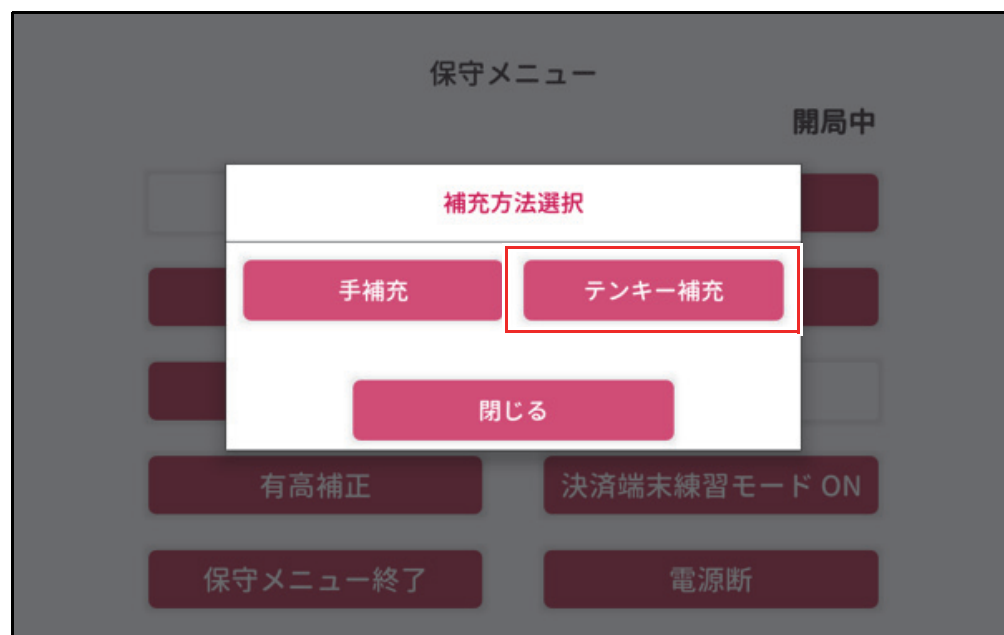 保守メニュー
開局中
補充方法選択
手補充
テンキー補充
閉じる
有高補正
決済端末練習モード ON
保守メニュー終了
電源断